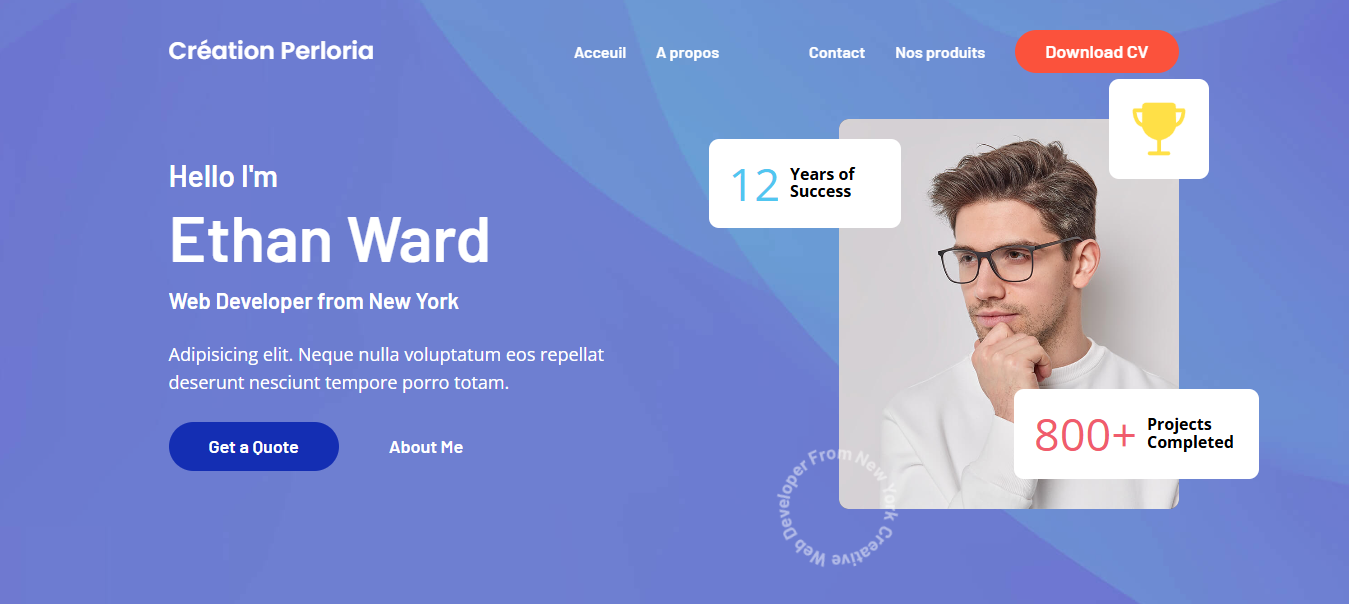 Création Perloria
Acceuil
A propos
Contact
Nos produits
Download CV
12
Years of
Success
Hello I'm
Ethan Ward
Web Developer from New York
Adipisicing elit. Neque nulla voluptatum eos repellat
deserunt nesciunt tempore porro totam.
Get a Quote
About Me
800+
Projects
Completed
Creative Web Developer From New York